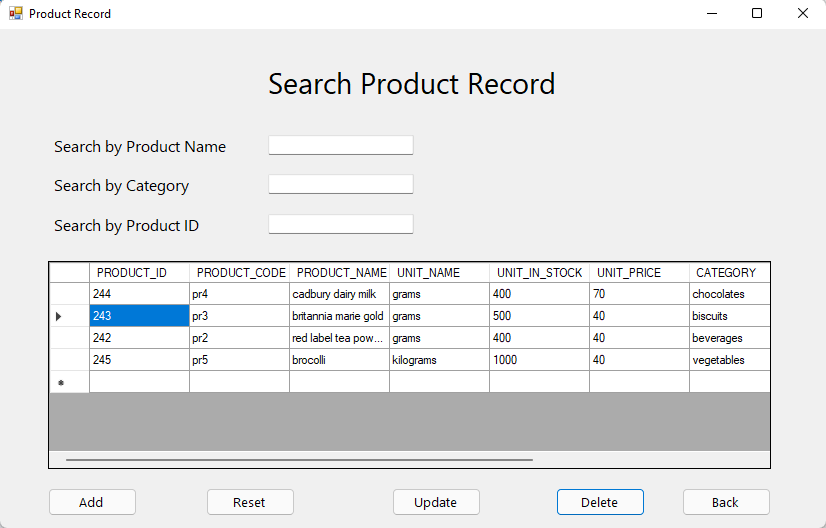 Product Record
Search Product Record
Search by Product Name
Search by Category
Search by Product ID
PRODUCT_ID PRODUCT_CODE PRODUCT_NAME UNIT_NAME UNIT_IN_STOCK UNIT_PRICE CATEGORY
244 pr4 cadbury dairy milk grams 400 70 chocolates
243 pr3 britannia marie gold grams 500 40 biscuits
242 pr2 red label tea pow... grams 400 40 beverages
245 pr5 brocolli kilograms 1000 40 vegetables
Add Reset Update Delete Back